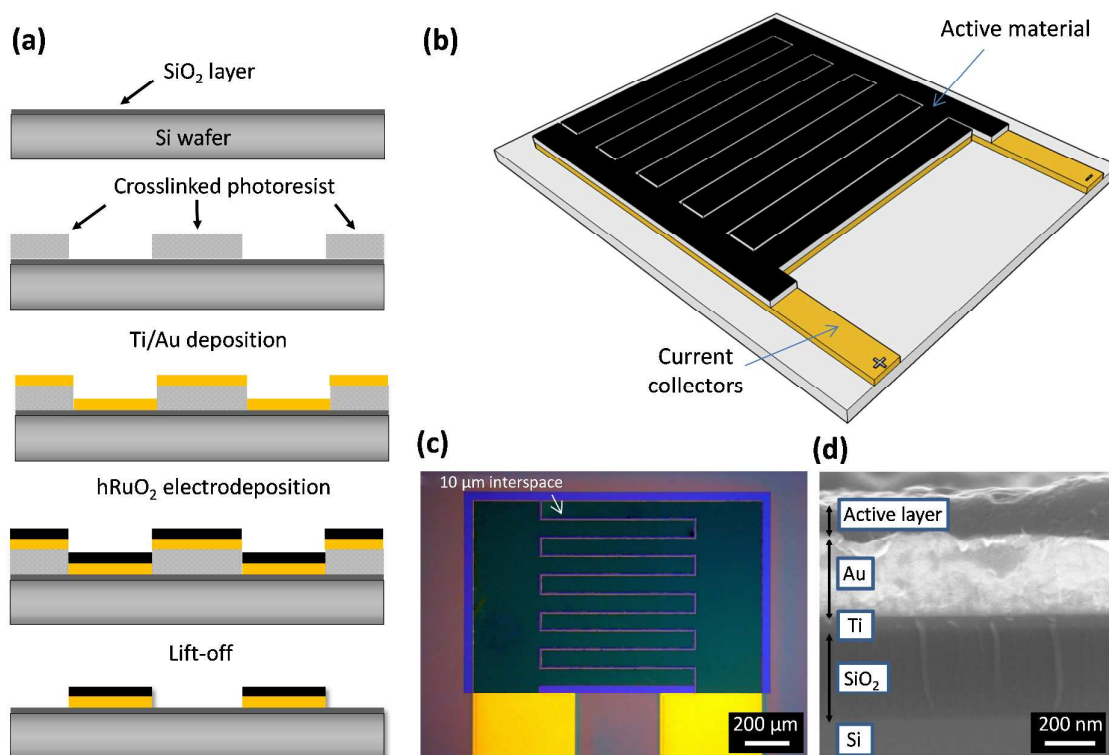 (a)
SiO₂ layer
Si wafer
Crosslinked photoresist
Ti/Au deposition
hRuO₂ electrodeposition
Lift-off
(b)
Active material
-
Current
collectors
+
(c)
10 µm interspace
200 µm
(d)
Active layer
Au
Ti
SiO₂
Si
200 nm